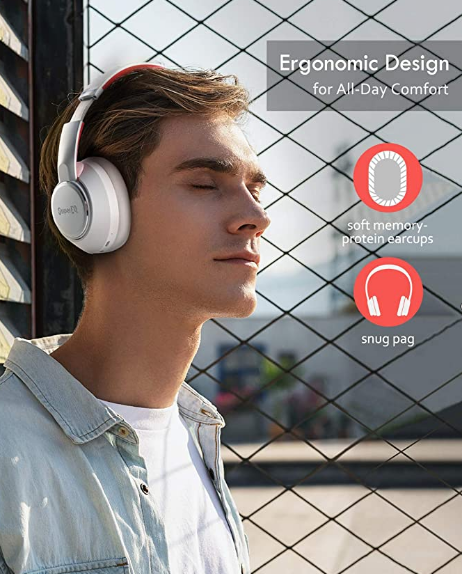 Ergonomic Design
for All-Day Comfort
soft memory-
protein earcups
snug pag